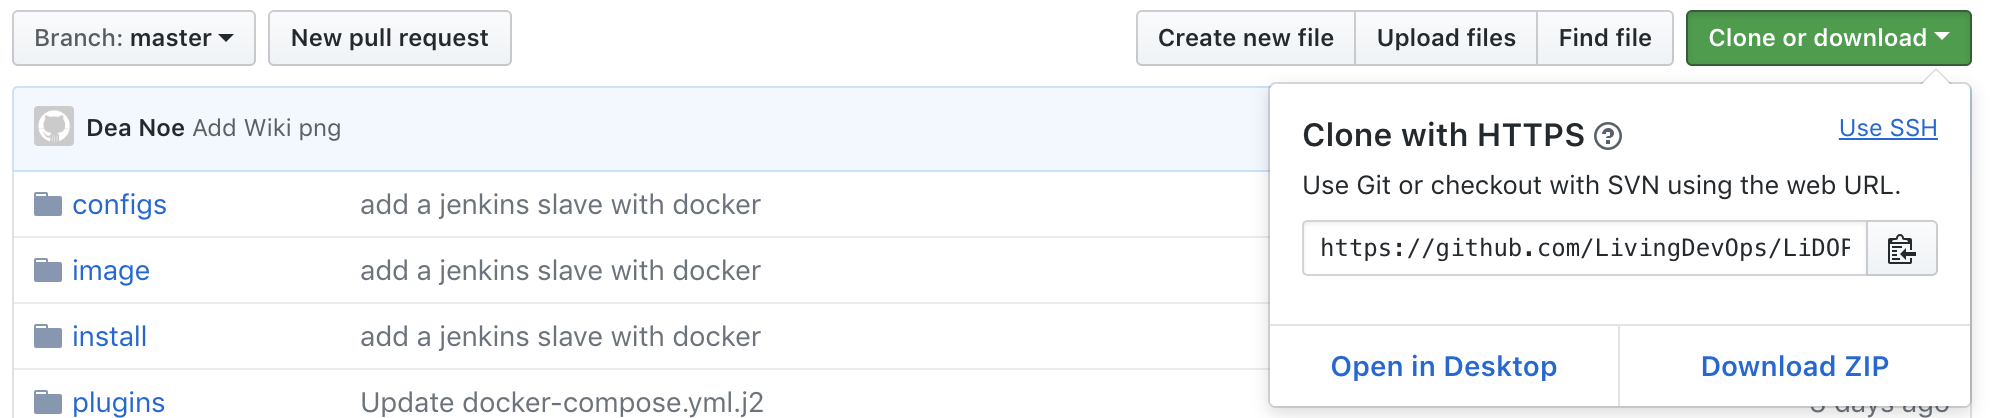 Branch: master
New pull request
Create new file
Upload files
Find file
Clone or download
Dea Noe Add Wiki png
Clone with HTTPS ?
Use SSH
Use Git or checkout with SVN using the web URL.
https://github.com/LivingDevOps/LiDOP
configs
add a jenkins slave with docker
image
add a jenkins slave with docker
install
add a jenkins slave with docker
Open in Desktop
Download ZIP
plugins
Update docker-compose.yml.j2
days ago